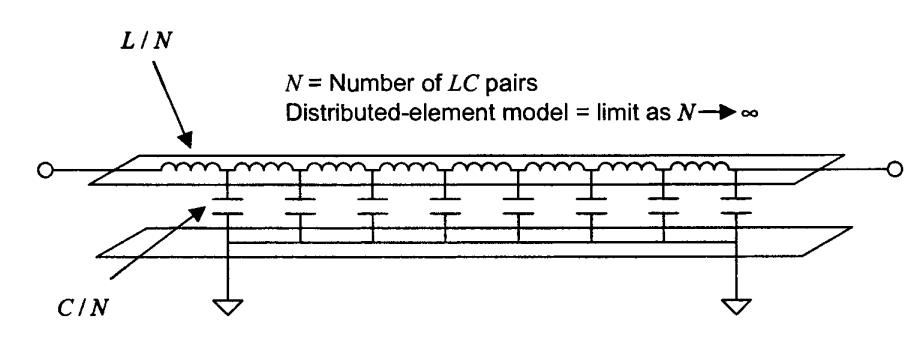 L / N
N = Number of LC pairs
Distributed-element model = limit as N → ∞
C / N